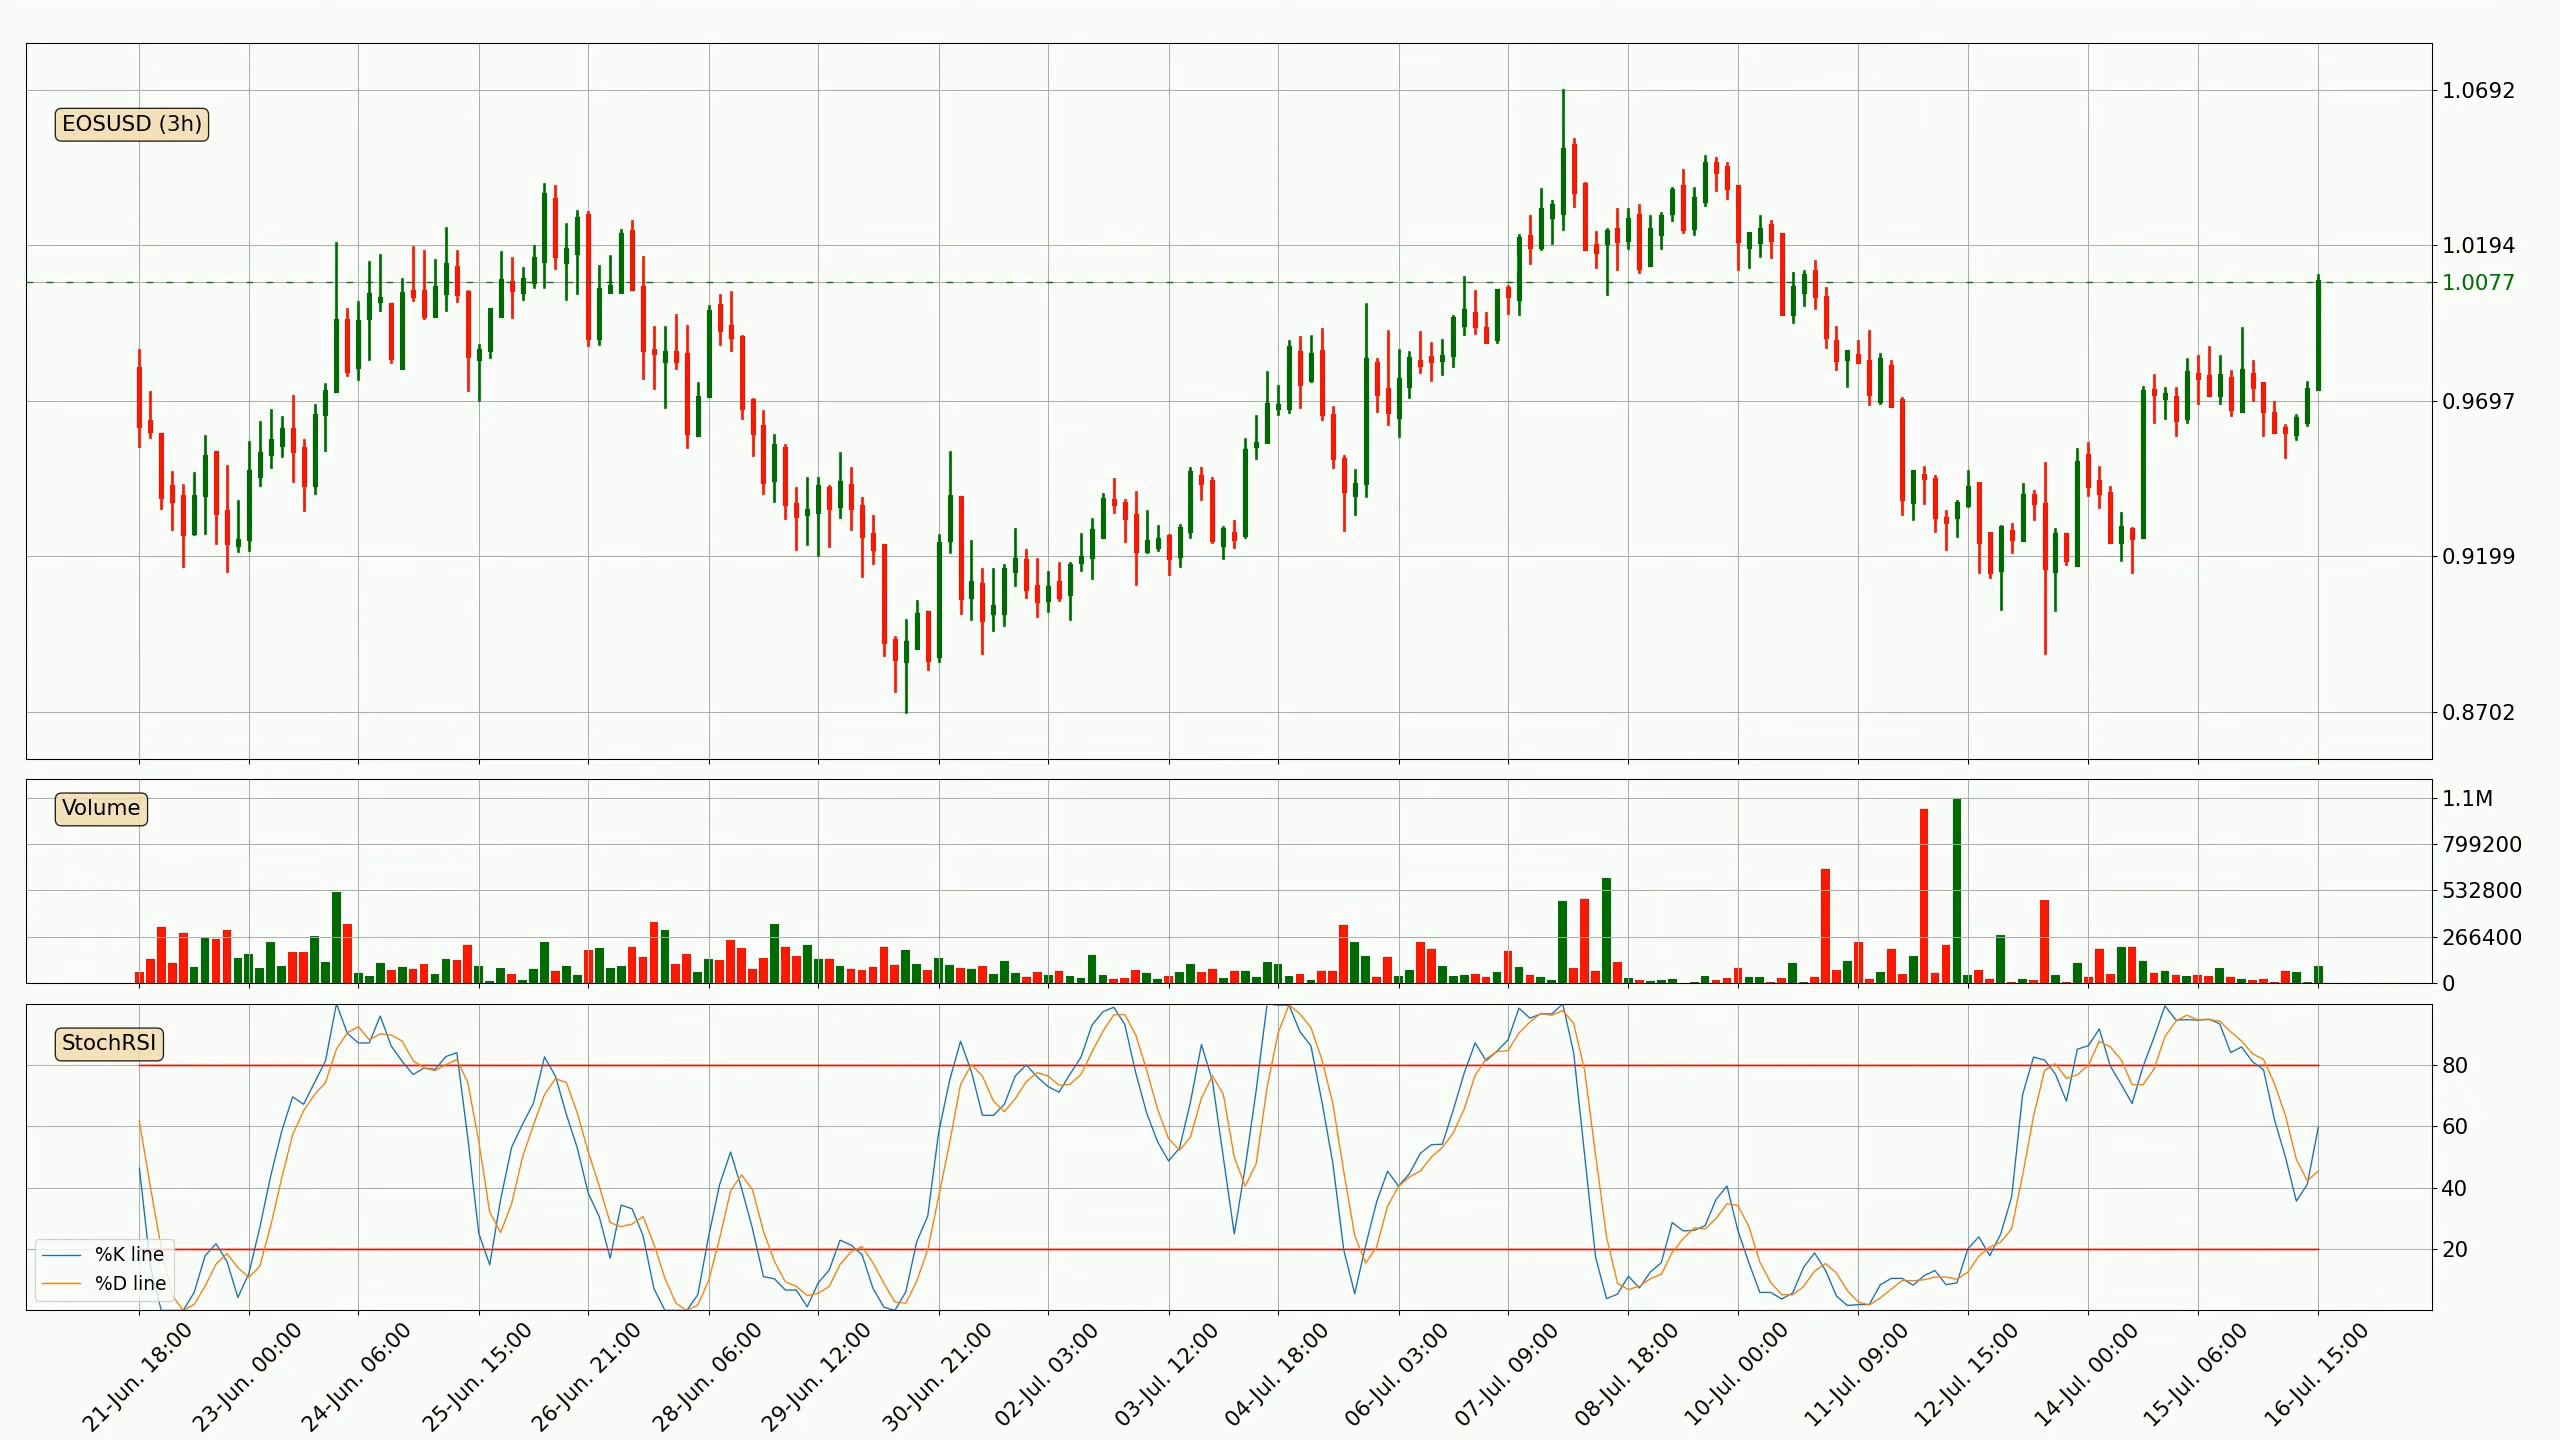 EOSUSD (3h)
1.0692
1.0194
1.0077
0.9697
0.9199
0.8702
Volume
1.1M
799200
532800
266400
0
StochRSI
80
60
40
20
%K line
%D line
21-Jun. 18:00
23-Jun. 00:00
24-Jun. 06:00
25-Jun. 15:00
26-Jun. 21:00
28-Jun. 06:00
29-Jun. 12:00
30-Jun. 21:00
02-Jul. 03:00
03-Jul. 12:00
04-Jul. 18:00
06-Jul. 03:00
07-Jul. 09:00
08-Jul. 18:00
10-Jul. 00:00
11-Jul. 09:00
12-Jul. 15:00
14-Jul. 00:00
15-Jul. 06:00
16-Jul. 15:00